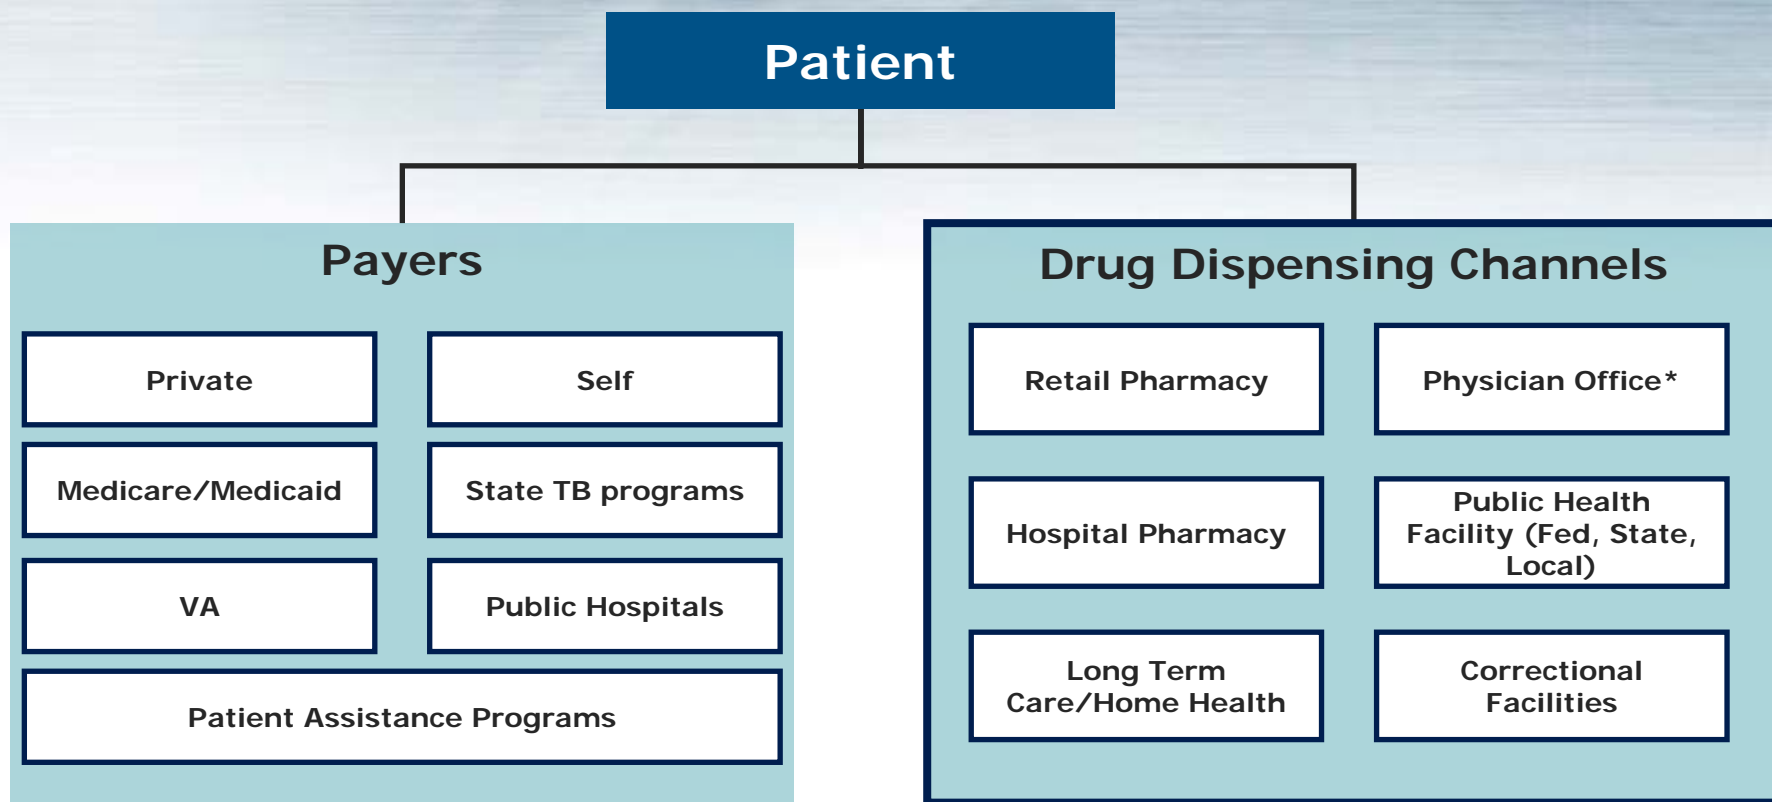 Patient
Payers
Private
Self
Medicare/Medicaid
State TB programs
VA
Public Hospitals
Patient Assistance Programs
Drug Dispensing Channels
Retail Pharmacy
Physician Office*
Hospital Pharmacy
Public Health
Facility (Fed, State,
Local)
Long Term
Care/Home Health
Correctional
Facilities